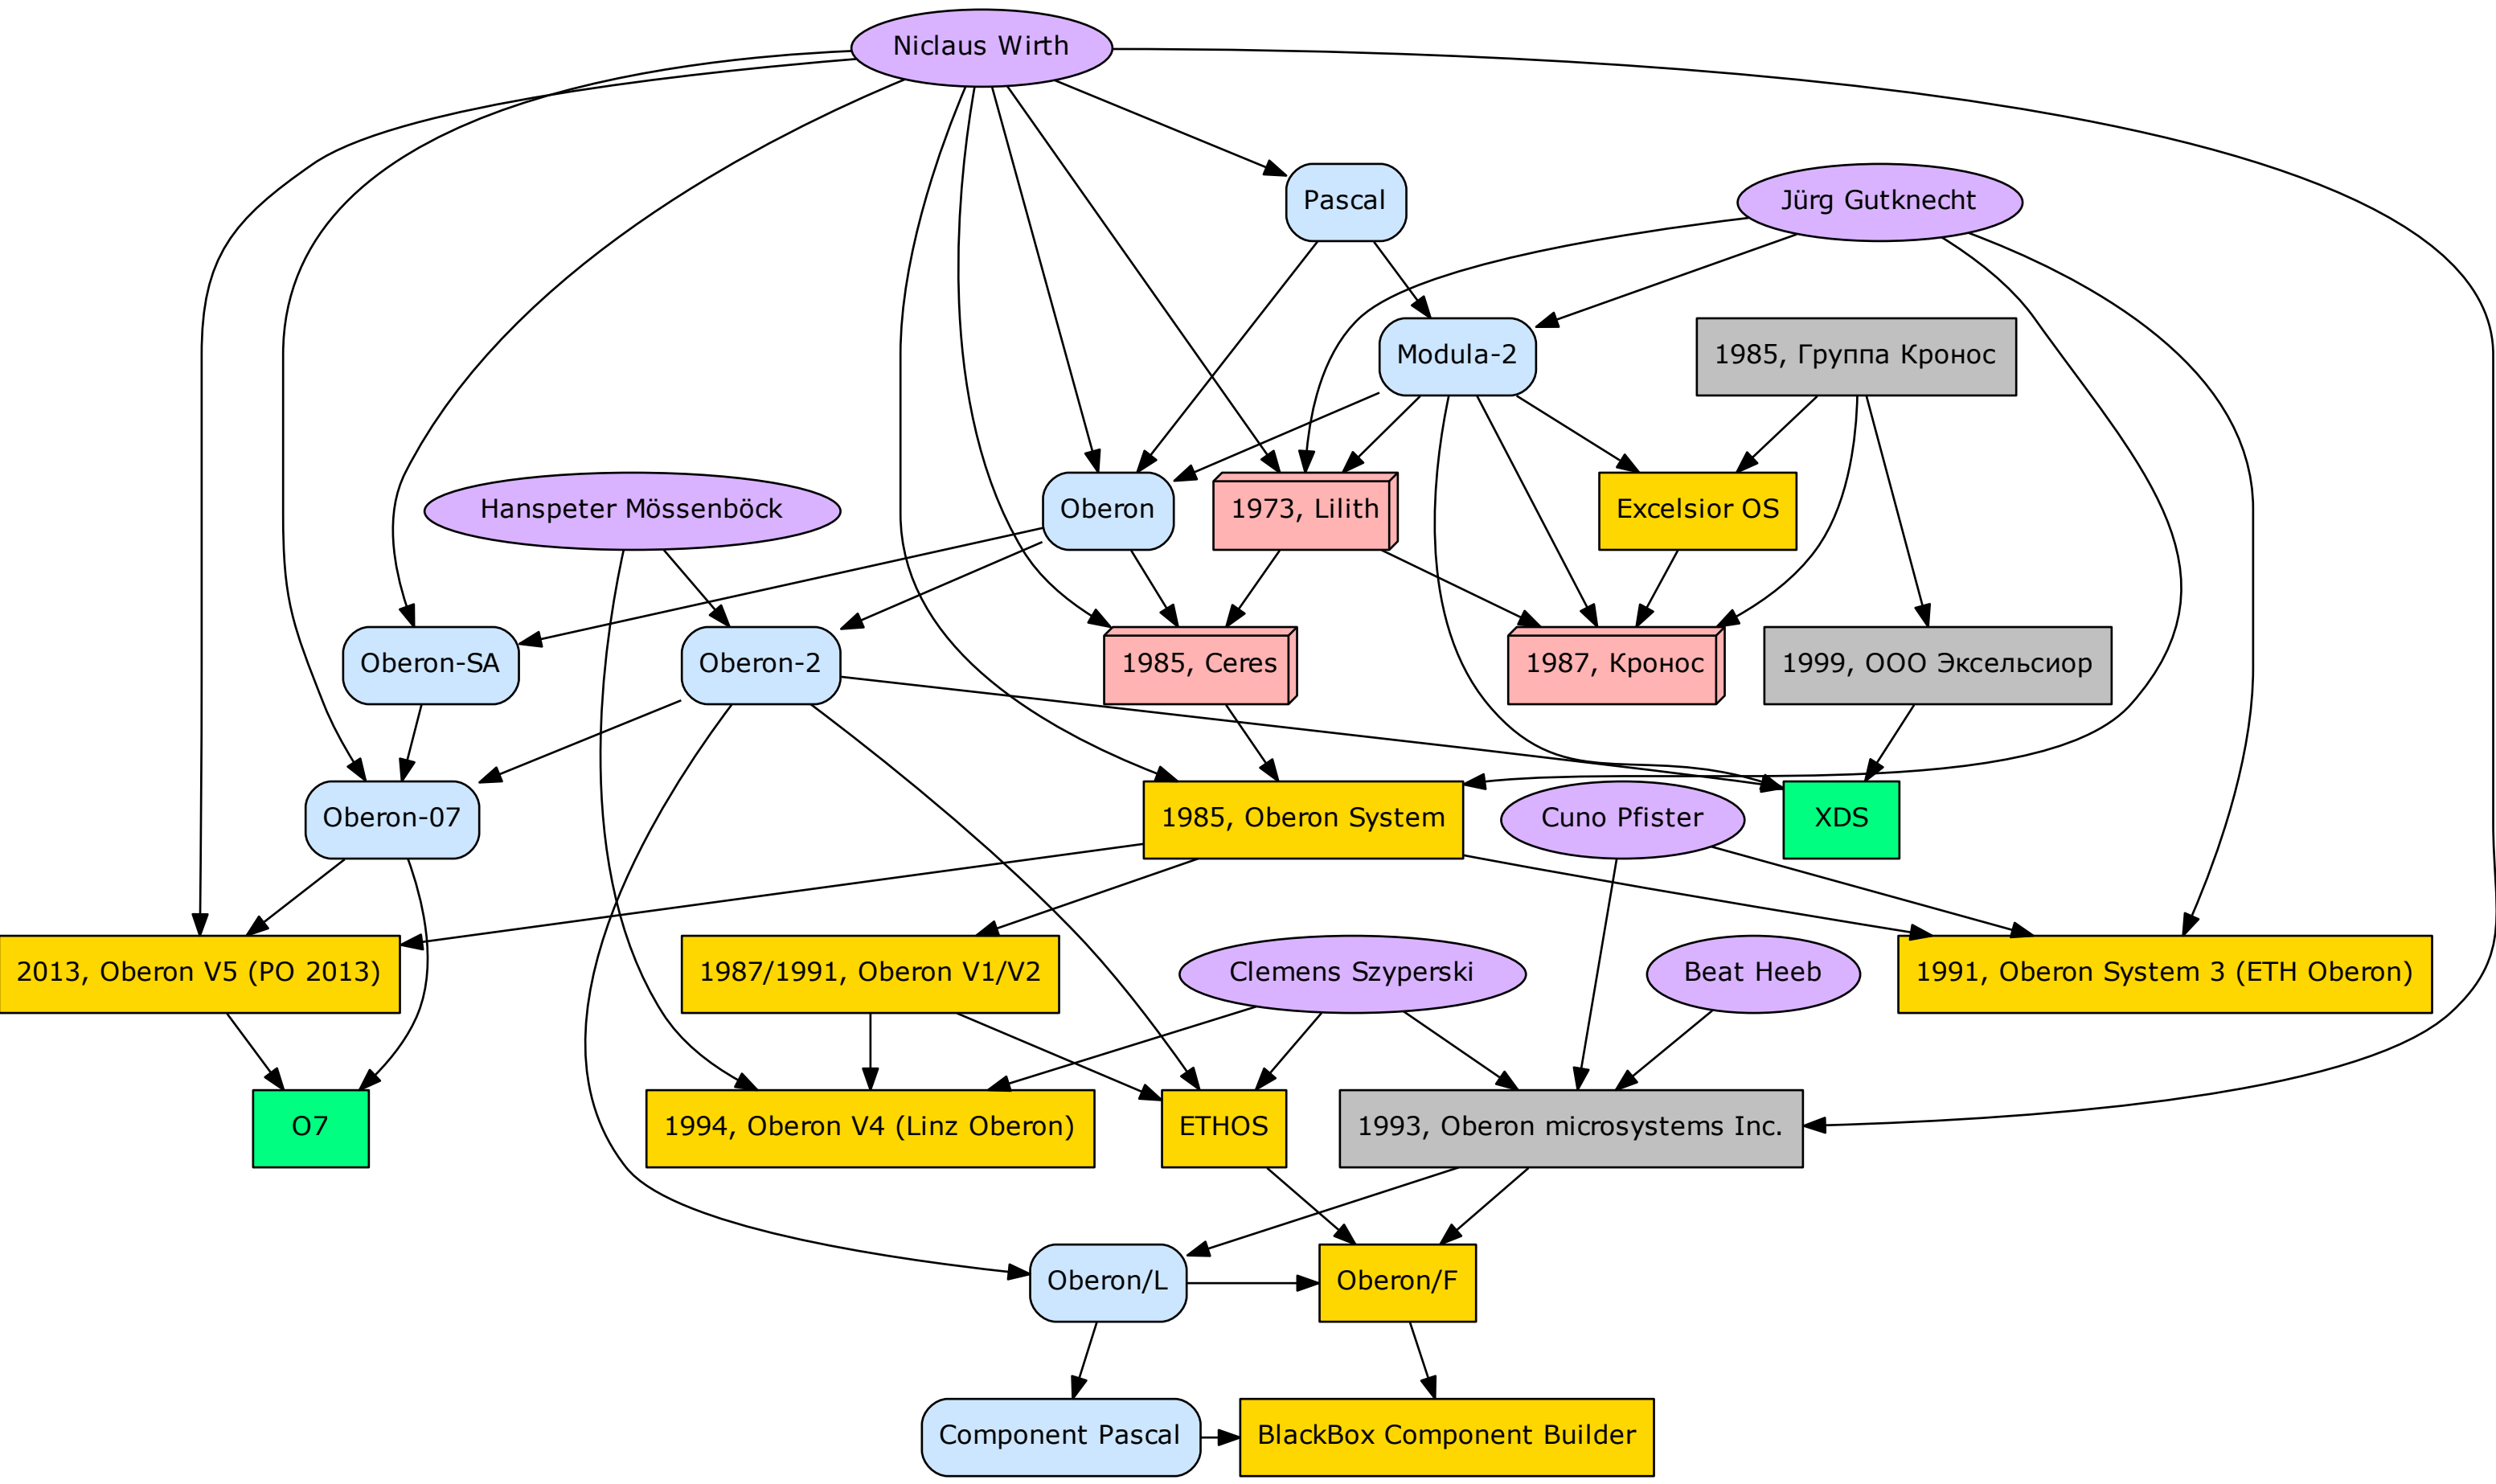 Niclaus Wirth
Pascal
Jürg Gutknecht
Modula-2
1985, Группа Кронос
Hanspeter Mössenböck
Oberon
1973, Lilith
Excelsior OS
Oberon-SA
Oberon-2
1985, Ceres
1987, Кронос
1999, ООО Эксельсиор
Oberon-07
1985, Oberon System
Cuno Pfister
XDS
2013, Oberon V5 (PO 2013)
1987/1991, Oberon V1/V2
Clemens Szyperski
Beat Heeb
1991, Oberon System 3 (ETH Oberon)
O7
1994, Oberon V4 (Linz Oberon)
ETHOS
1993, Oberon microsystems Inc.
Oberon/L
Oberon/F
Component Pascal
BlackBox Component Builder